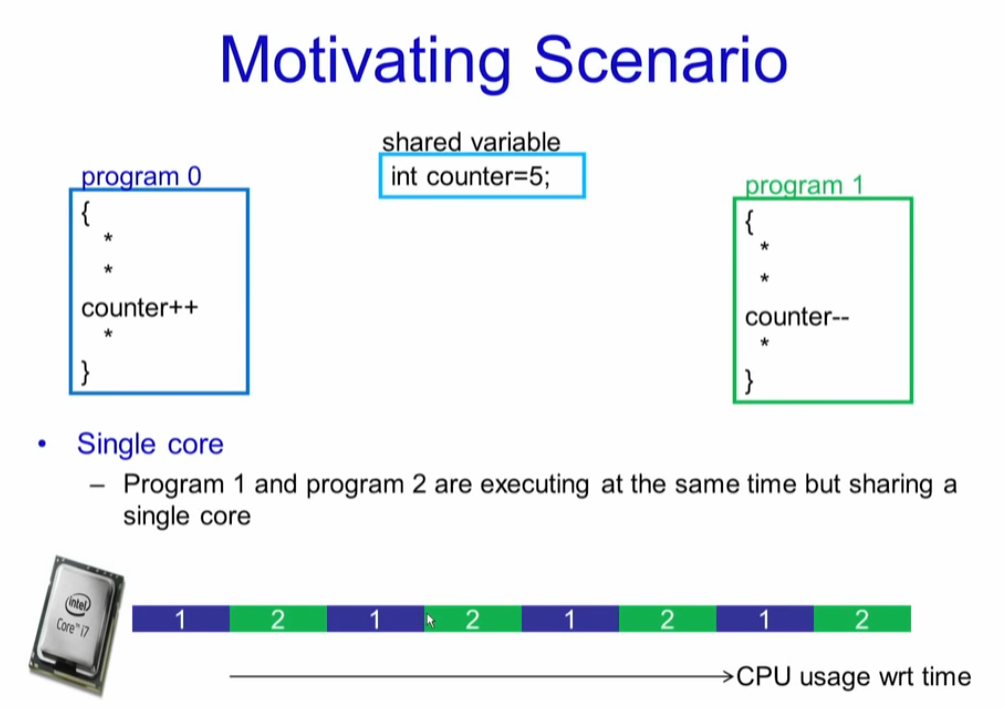 Motivating Scenario
shared variable
int counter=5;
program 0
{
*
*
counter++
*
}
program 1
{
*
*
counter--
*
}
• Single core
– Program 1 and program 2 are executing at the same time but sharing a
single core
intel
Core™ i7
1 2 1 2 1 2 1 2
CPU usage wrt time